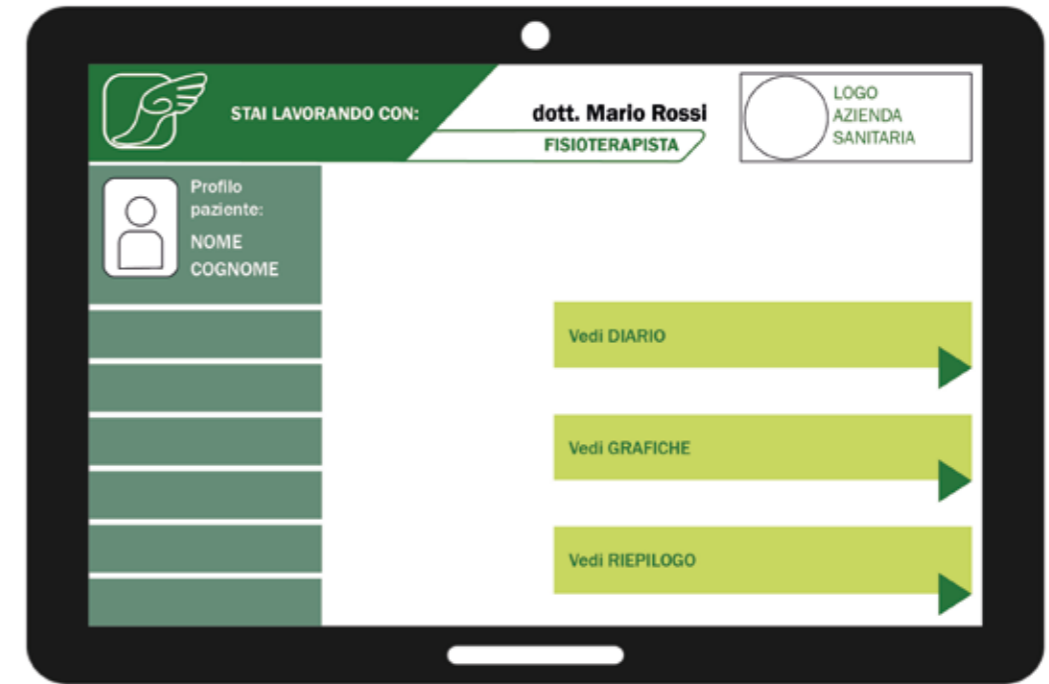 STAI LAVORANDO CON:
dott. Mario Rossi
FISIOTERAPISTA
LOGO
AZIENDA
SANITARIA
Profilo
paziente:
NOME
COGNOME
Vedi DIARIO
Vedi GRAFICHE
Vedi RIEPILOGO